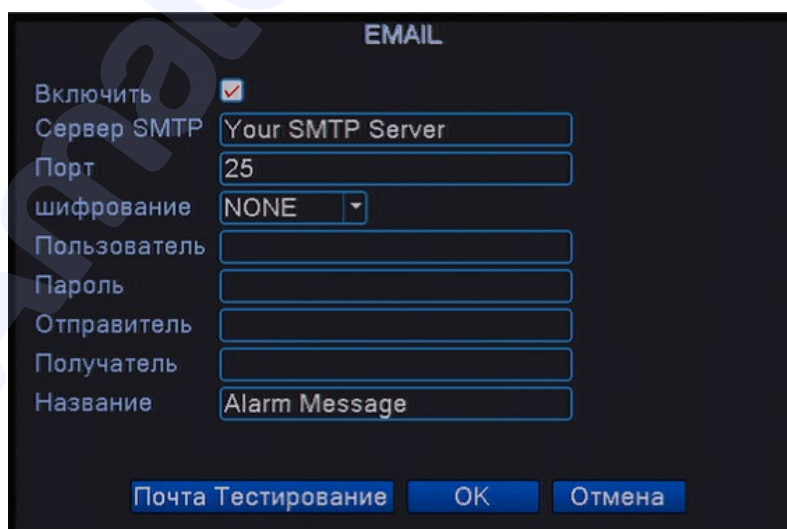 EMAIL
Включить
Сервер SMTP Your SMTP Server
Порт 25
шифрование NONE
Пользователь
Пароль
Отправитель
Получатель
Название Alarm Message
Почта Тестирование OK Отмена